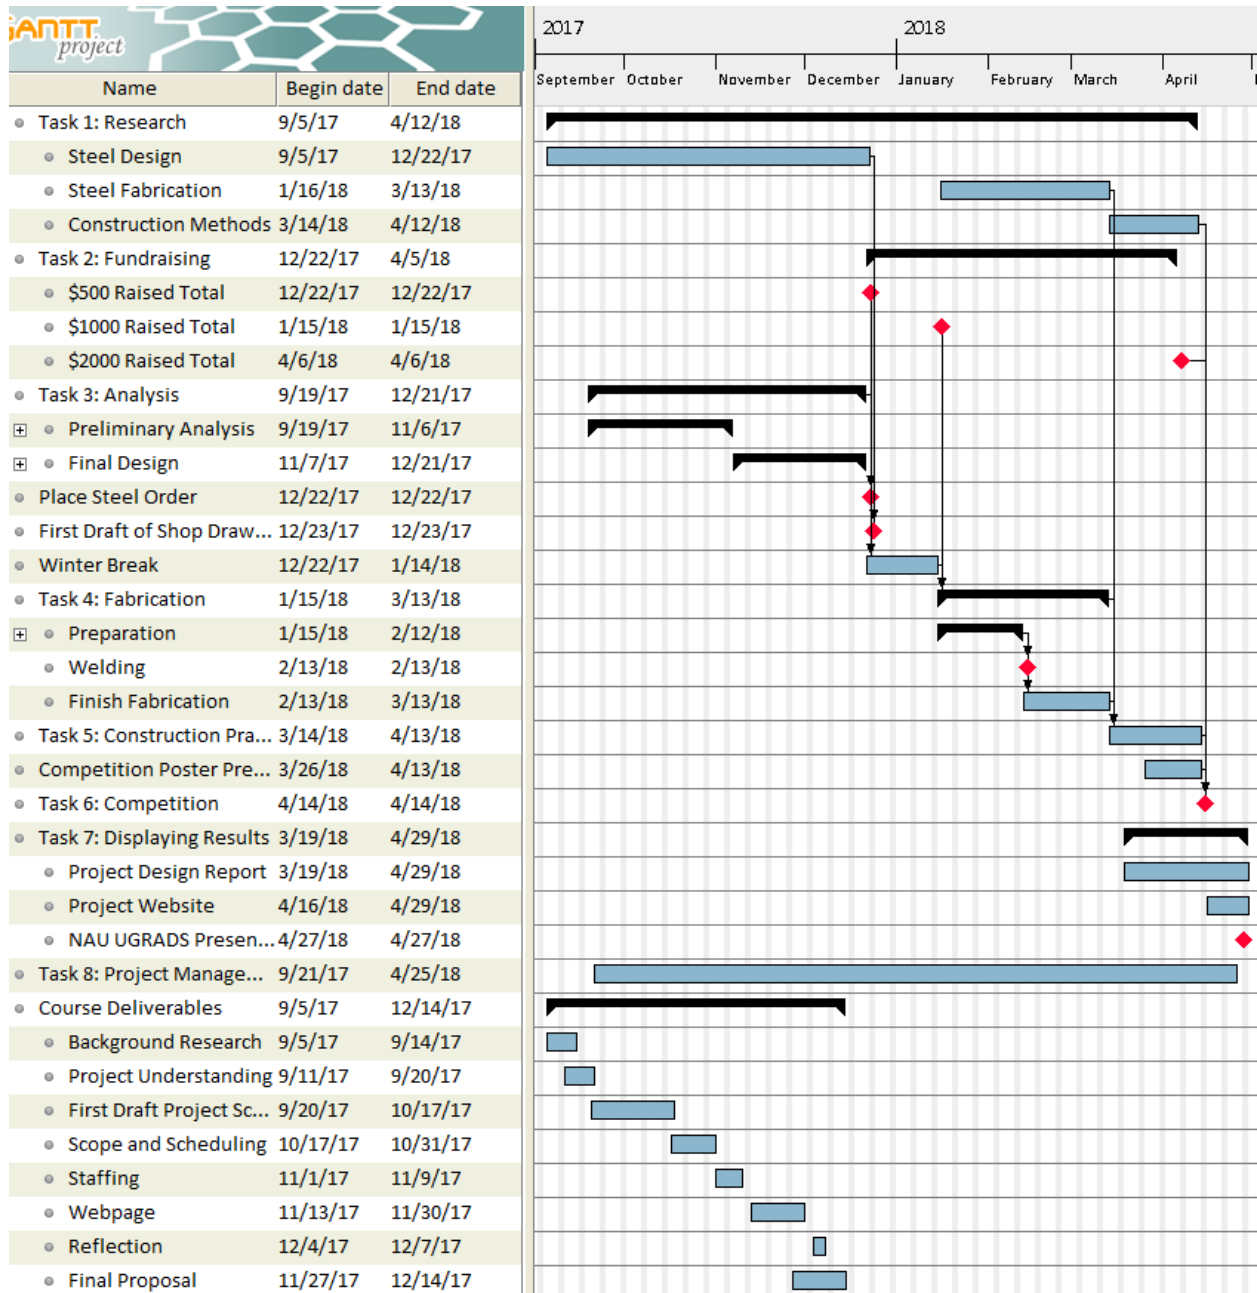 GANTT
project
2017 2018
September October November December January February March April
Name Begin date End date
Task 1: Research 9/5/17 4/12/18
Steel Design 9/5/17 12/22/17
Steel Fabrication 1/16/18 3/13/18
Construction Methods 3/14/18 4/12/18
Task 2: Fundraising 12/22/17 4/5/18
$500 Raised Total 12/22/17 12/22/17
$1000 Raised Total 1/15/18 1/15/18
$2000 Raised Total 4/6/18 4/6/18
Task 3: Analysis 9/19/17 12/21/17
Preliminary Analysis 9/19/17 11/6/17
Final Design 11/7/17 12/21/17
Place Steel Order 12/22/17 12/22/17
First Draft of Shop Draw... 12/23/17 12/23/17
Winter Break 12/22/17 1/14/18
Task 4: Fabrication 1/15/18 3/13/18
Preparation 1/15/18 2/12/18
Welding 2/13/18 2/13/18
Finish Fabrication 2/13/18 3/13/18
Task 5: Construction Pra... 3/14/18 4/13/18
Competition Poster Pre... 3/26/18 4/13/18
Task 6: Competition 4/14/18 4/14/18
Task 7: Displaying Results 3/19/18 4/29/18
Project Design Report 3/19/18 4/29/18
Project Website 4/16/18 4/29/18
NAU UGRADS Presen... 4/27/18 4/27/18
Task 8: Project Manage... 9/21/17 4/25/18
Course Deliverables 9/5/17 12/14/17
Background Research 9/5/17 9/14/17
Project Understanding 9/11/17 9/20/17
First Draft Project Sc... 9/20/17 10/17/17
Scope and Scheduling 10/17/17 10/31/17
Staffing 11/1/17 11/9/17
Webpage 11/13/17 11/30/17
Reflection 12/4/17 12/7/17
Final Proposal 11/27/17 12/14/17